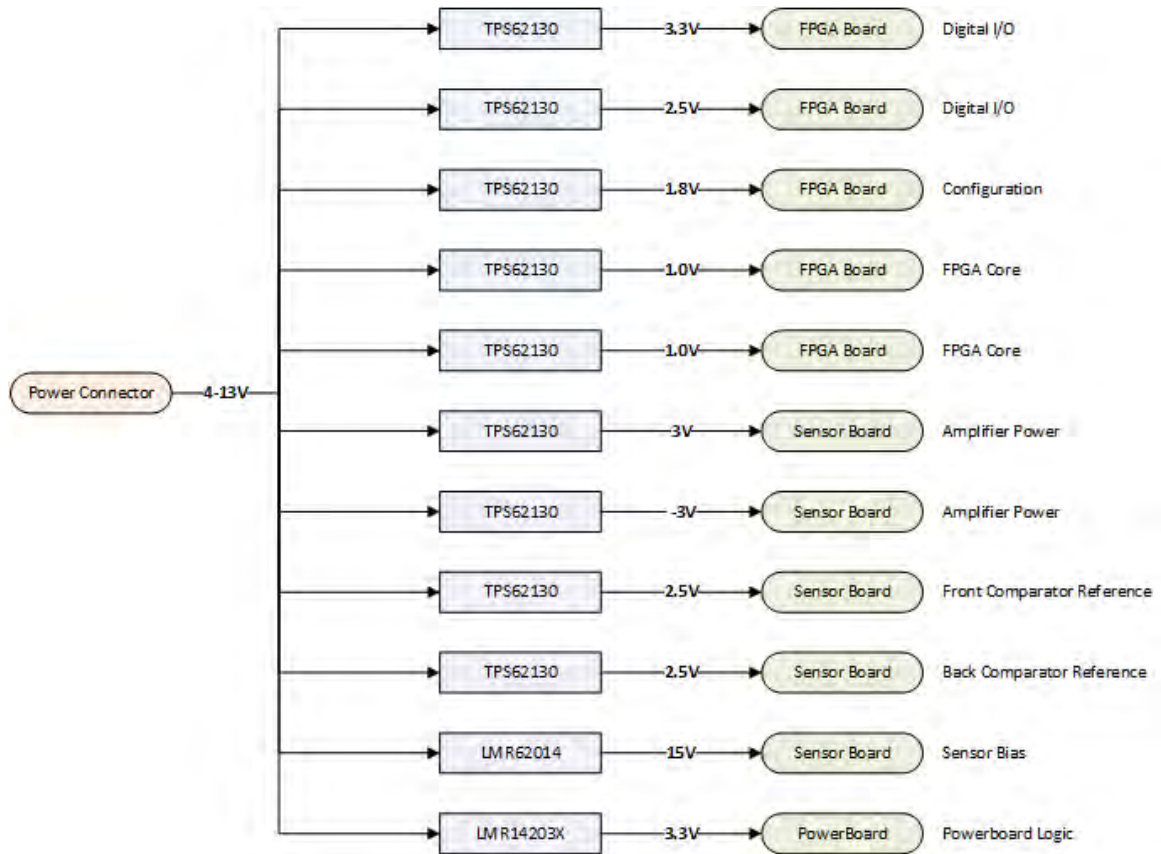 TPS62130 3.3V FPGA Board Digital I/O
TPS62130 2.5V FPGA Board Digital I/O
TPS62130 1.8V FPGA Board Configuration
TPS62130 1.0V FPGA Board FPGA Core
TPS62130 1.0V FPGA Board FPGA Core
Power Connector 4-13V
TPS62130 3V Sensor Board Amplifier Power
TPS62130 -3V Sensor Board Amplifier Power
TPS62130 2.5V Sensor Board Front Comparator Reference
TPS62130 2.5V Sensor Board Back Comparator Reference
LMR62014 15V Sensor Board Sensor Bias
LMR14203X 3.3V PowerBoard Powerboard Logic